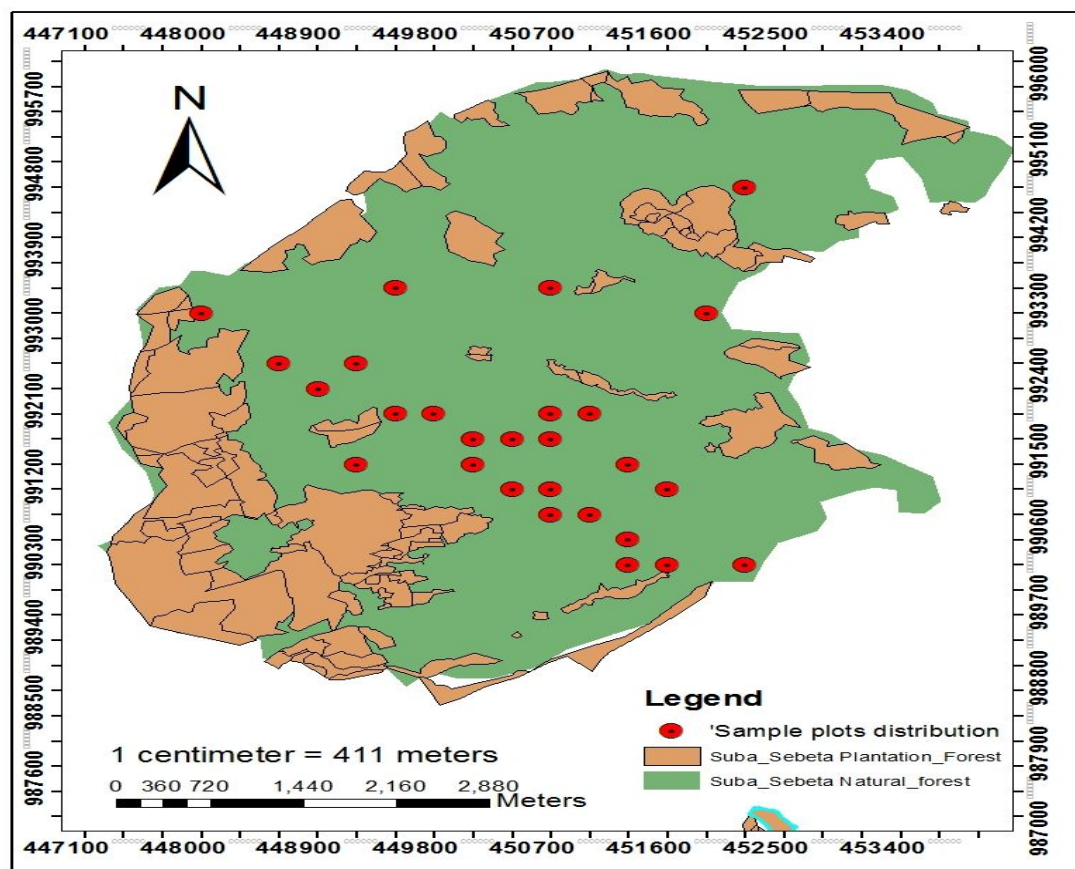 447100 448000 448900 449800 450700 451600 452500 453400
N
995700
994800
993900
993000
992100
991200
990300
989400
988500
987600
996000
995100
994200
993300
992400
991500
990600
989700
988800
987900
987000
Legend
'Sample plots distribution
Suba_Sebeta Plantation_Forest
Suba_Sebeta Natural_forest
1 centimeter = 411 meters
0 360 720 1,440 2,160 2,880
Meters
447100 448000 448900 449800 450700 451600 452500 453400